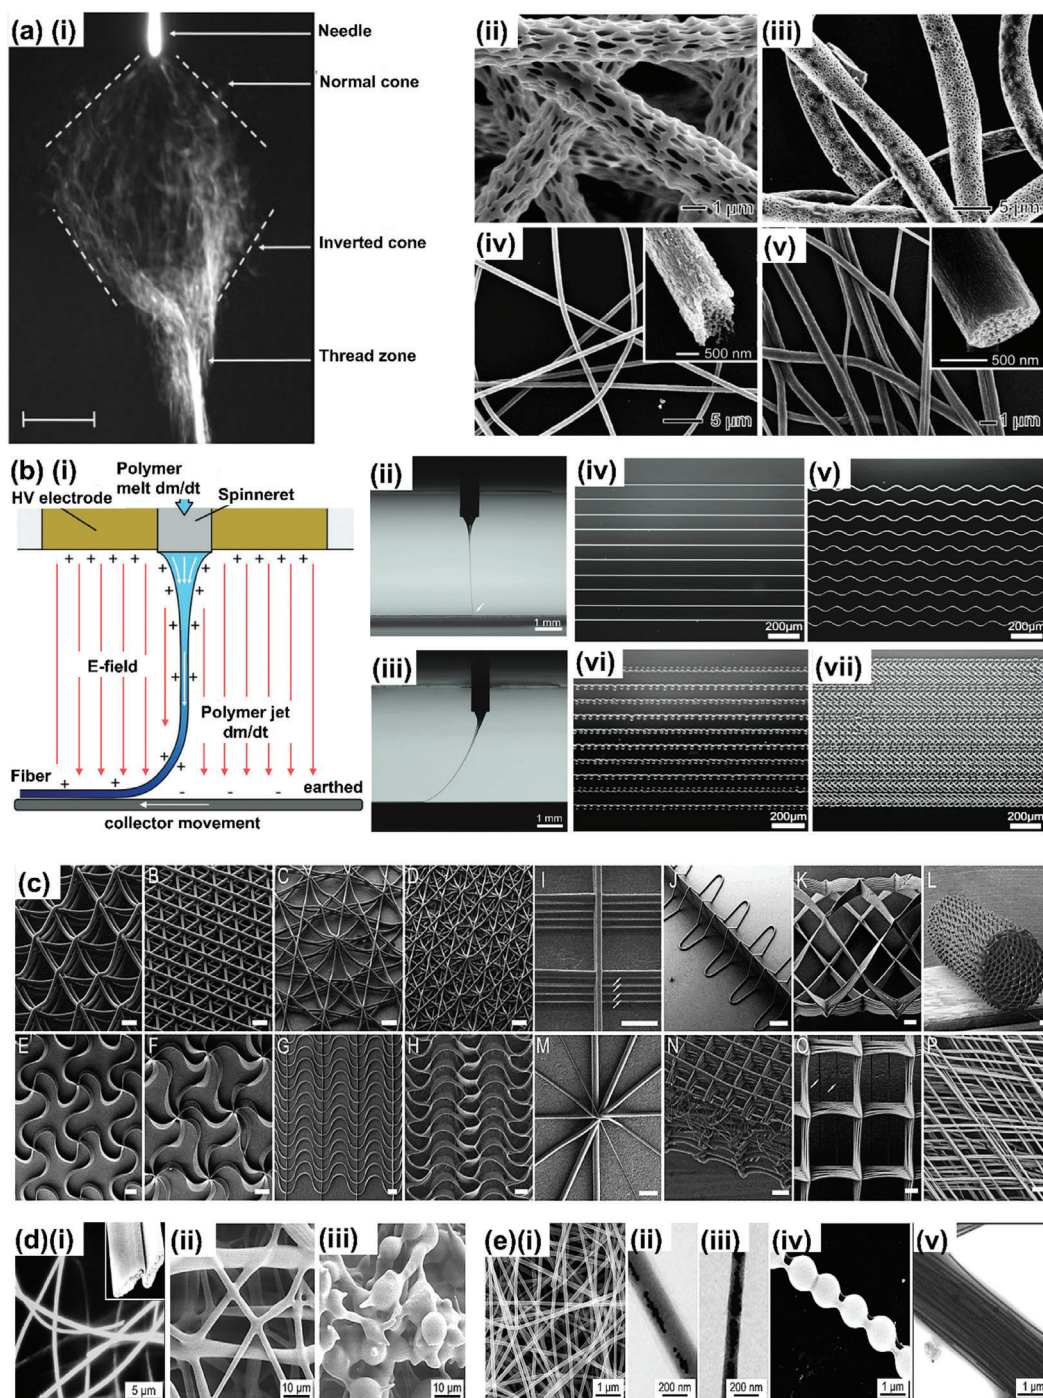 (a) (i)
Needle
Normal cone
Inverted cone
Thread zone
(ii)
1 µm
(iii)
5 µm
(iv)
500 nm
5 µm
(v)
500 nm
1 µm
(b) (i)
Polymer
melt dm/dt
HV electrode
Spinneret
E-field
Polymer jet
dm/dt
Fiber
earthed
collector movement
(ii)
1 mm
(iii)
1 mm
(iv)
200µm
(v)
200µm
(vi)
200µm
(vii)
200µm
(c)
B
C
D
I
J
K
L
E
F
G
H
M
N
O
P
(d)(i)
5 µm
(ii)
10 µm
(iii)
10 µm
(e)(i)
1 µm
(ii)
200 nm
(iii)
200 nm
(iv)
1 µm
(v)
1 µm